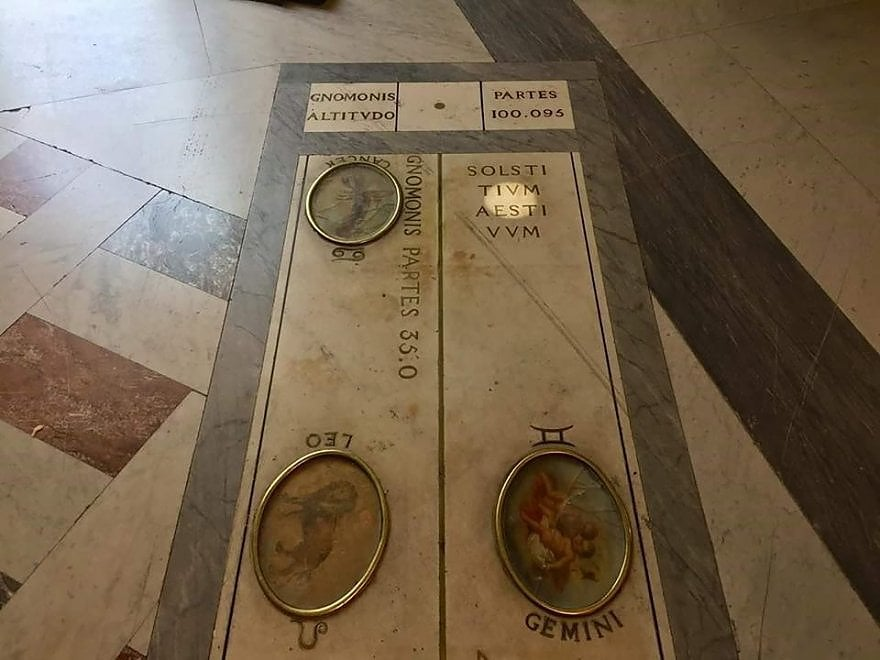 GNOMONIS
ALTITVDO
PARTES
100.095
CANCER
GNOMONIS PARTES 35.0
SOLSTI
TIVM
AESTI
VVM
LEO
GEMINI